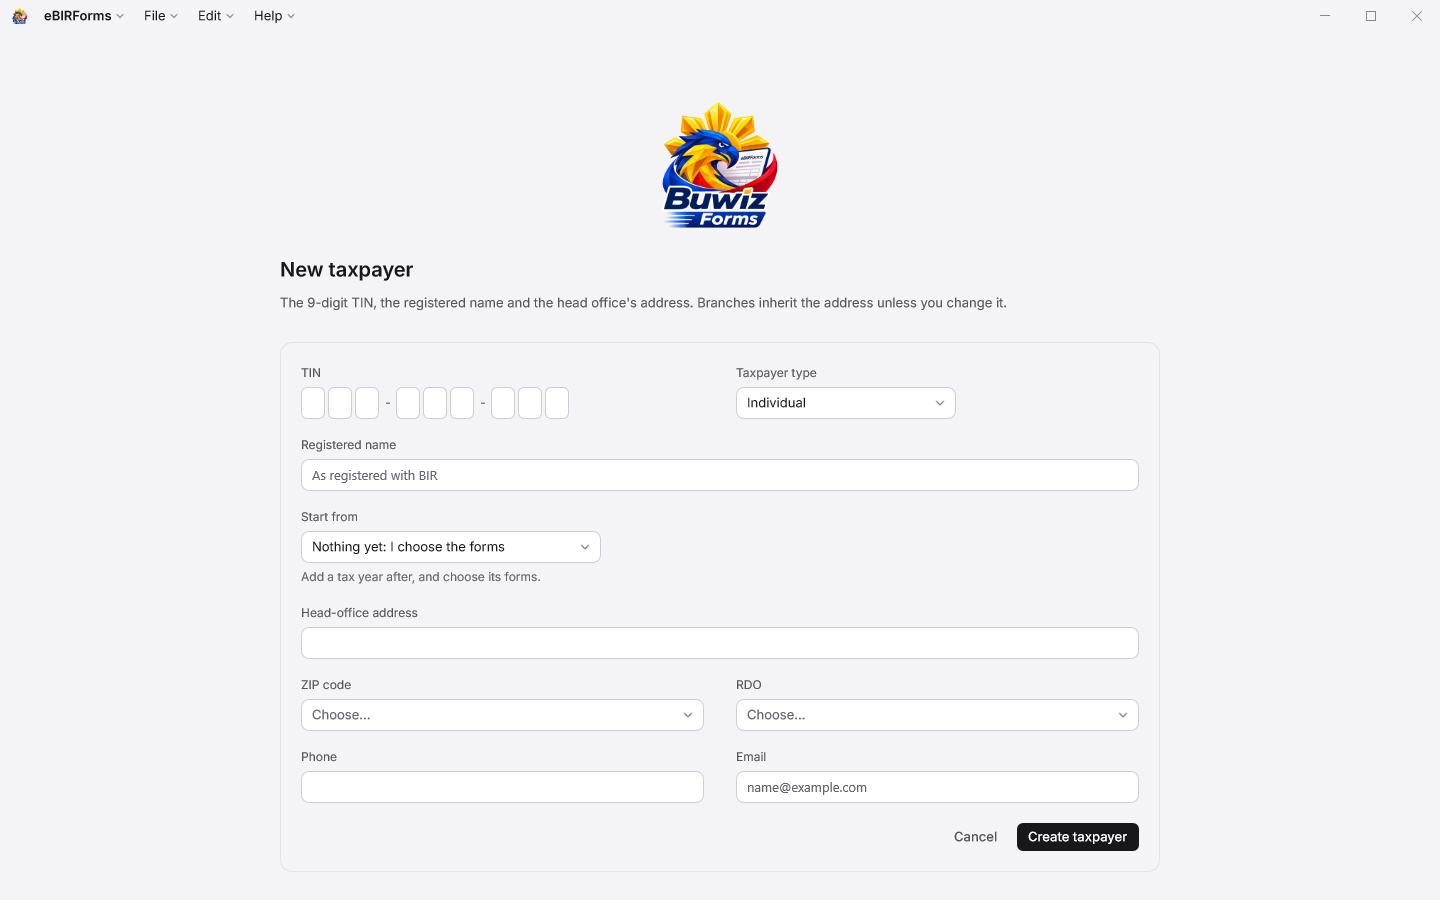 eBIRForms File Edit Help
eBIRForms
Buwiz
Forms
New taxpayer
The 9-digit TIN, the registered name and the head office's address. Branches inherit the address unless you change it.
TIN
Taxpayer type
- -
Individual
Registered name
As registered with BIR
Start from
Nothing yet: I choose the forms
Add a tax year after, and choose its forms.
Head-office address
ZIP code
RDO
Choose...
Choose...
Phone
Email
name@example.com
Cancel
Create taxpayer